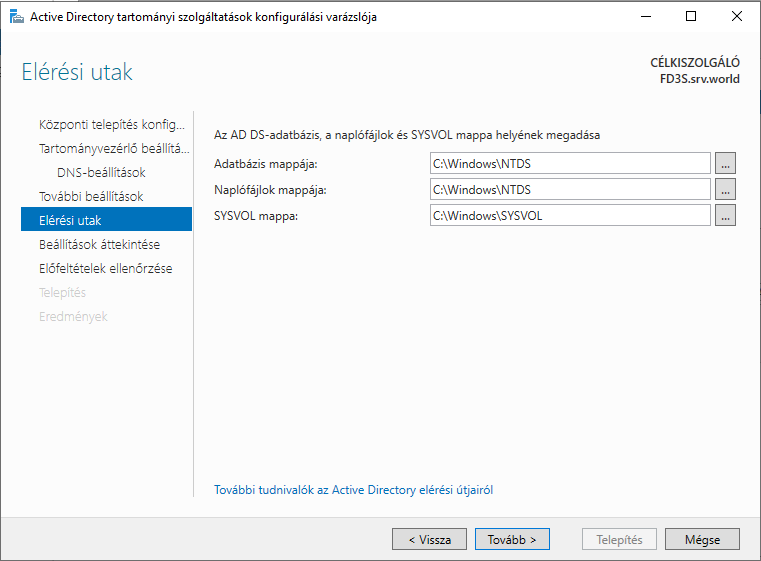 Active Directory tartományi szolgáltatások konfigurálási varázslója
Elérési utak
CÉLKISZOLGÁLÓ
FD3S.srv.world
Központi telepítés konfig...
Tartományvezérlő beállítá...
DNS-beállítások
További beállítások
Elérési utak
Beállítások áttekintése
Előfeltételek ellenőrzése
Telepítés
Eredmények
Az AD DS-adatbázis, a naplófájlok és SYSVOL mappa helyének megadása
Adatbázis mappája: C:\Windows\NTDS ...
Naplófájlok mappája: C:\Windows\NTDS ...
SYSVOL mappa: C:\Windows\SYSVOL ...
További tudnivalók az Active Directory elérési útjairól
< Vissza Tovább > Telepítés Mégse